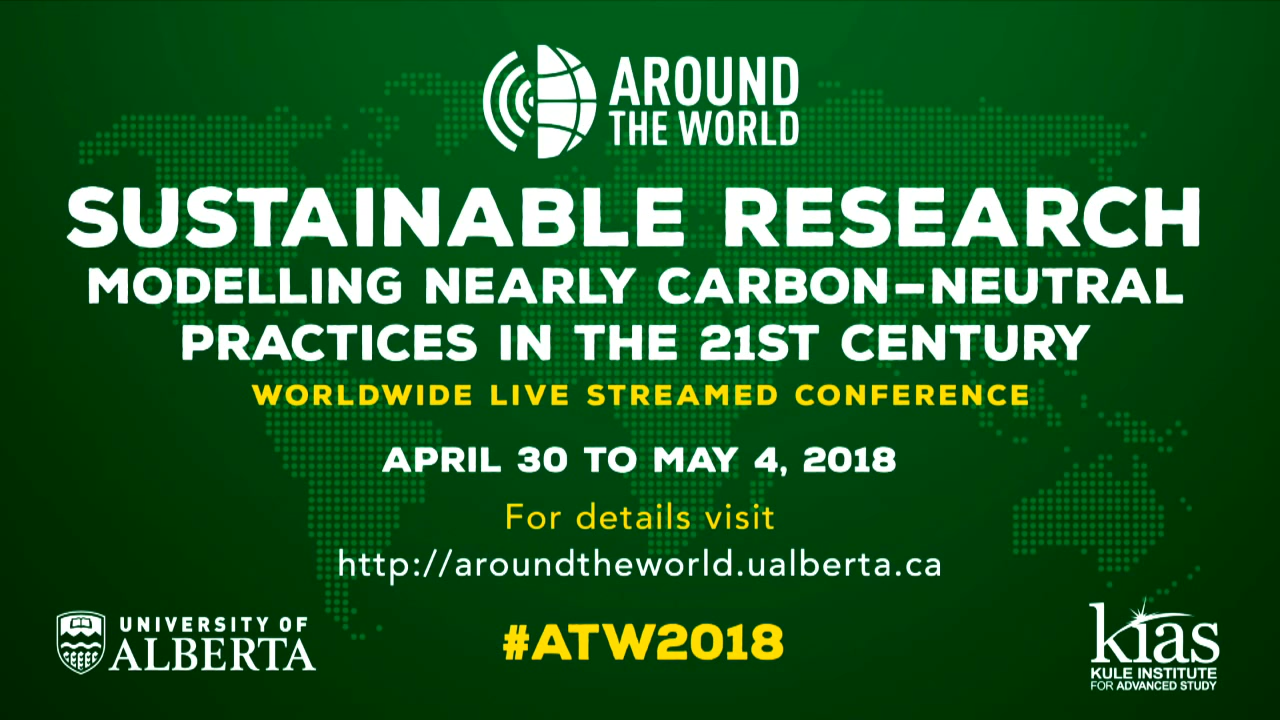 AROUND
THE WORLD
SUSTAINABLE RESEARCH
MODELLING NEARLY CARBON–NEUTRAL
PRACTICES IN THE 21ST CENTURY
WORLDWIDE LIVE STREAMED CONFERENCE
APRIL 30 TO MAY 4, 2018
For details visit
http://aroundtheworld.ualberta.ca
UNIVERSITY OF
ALBERTA
#ATW2018
kias
KULE INSTITUTE
FOR ADVANCED STUDY